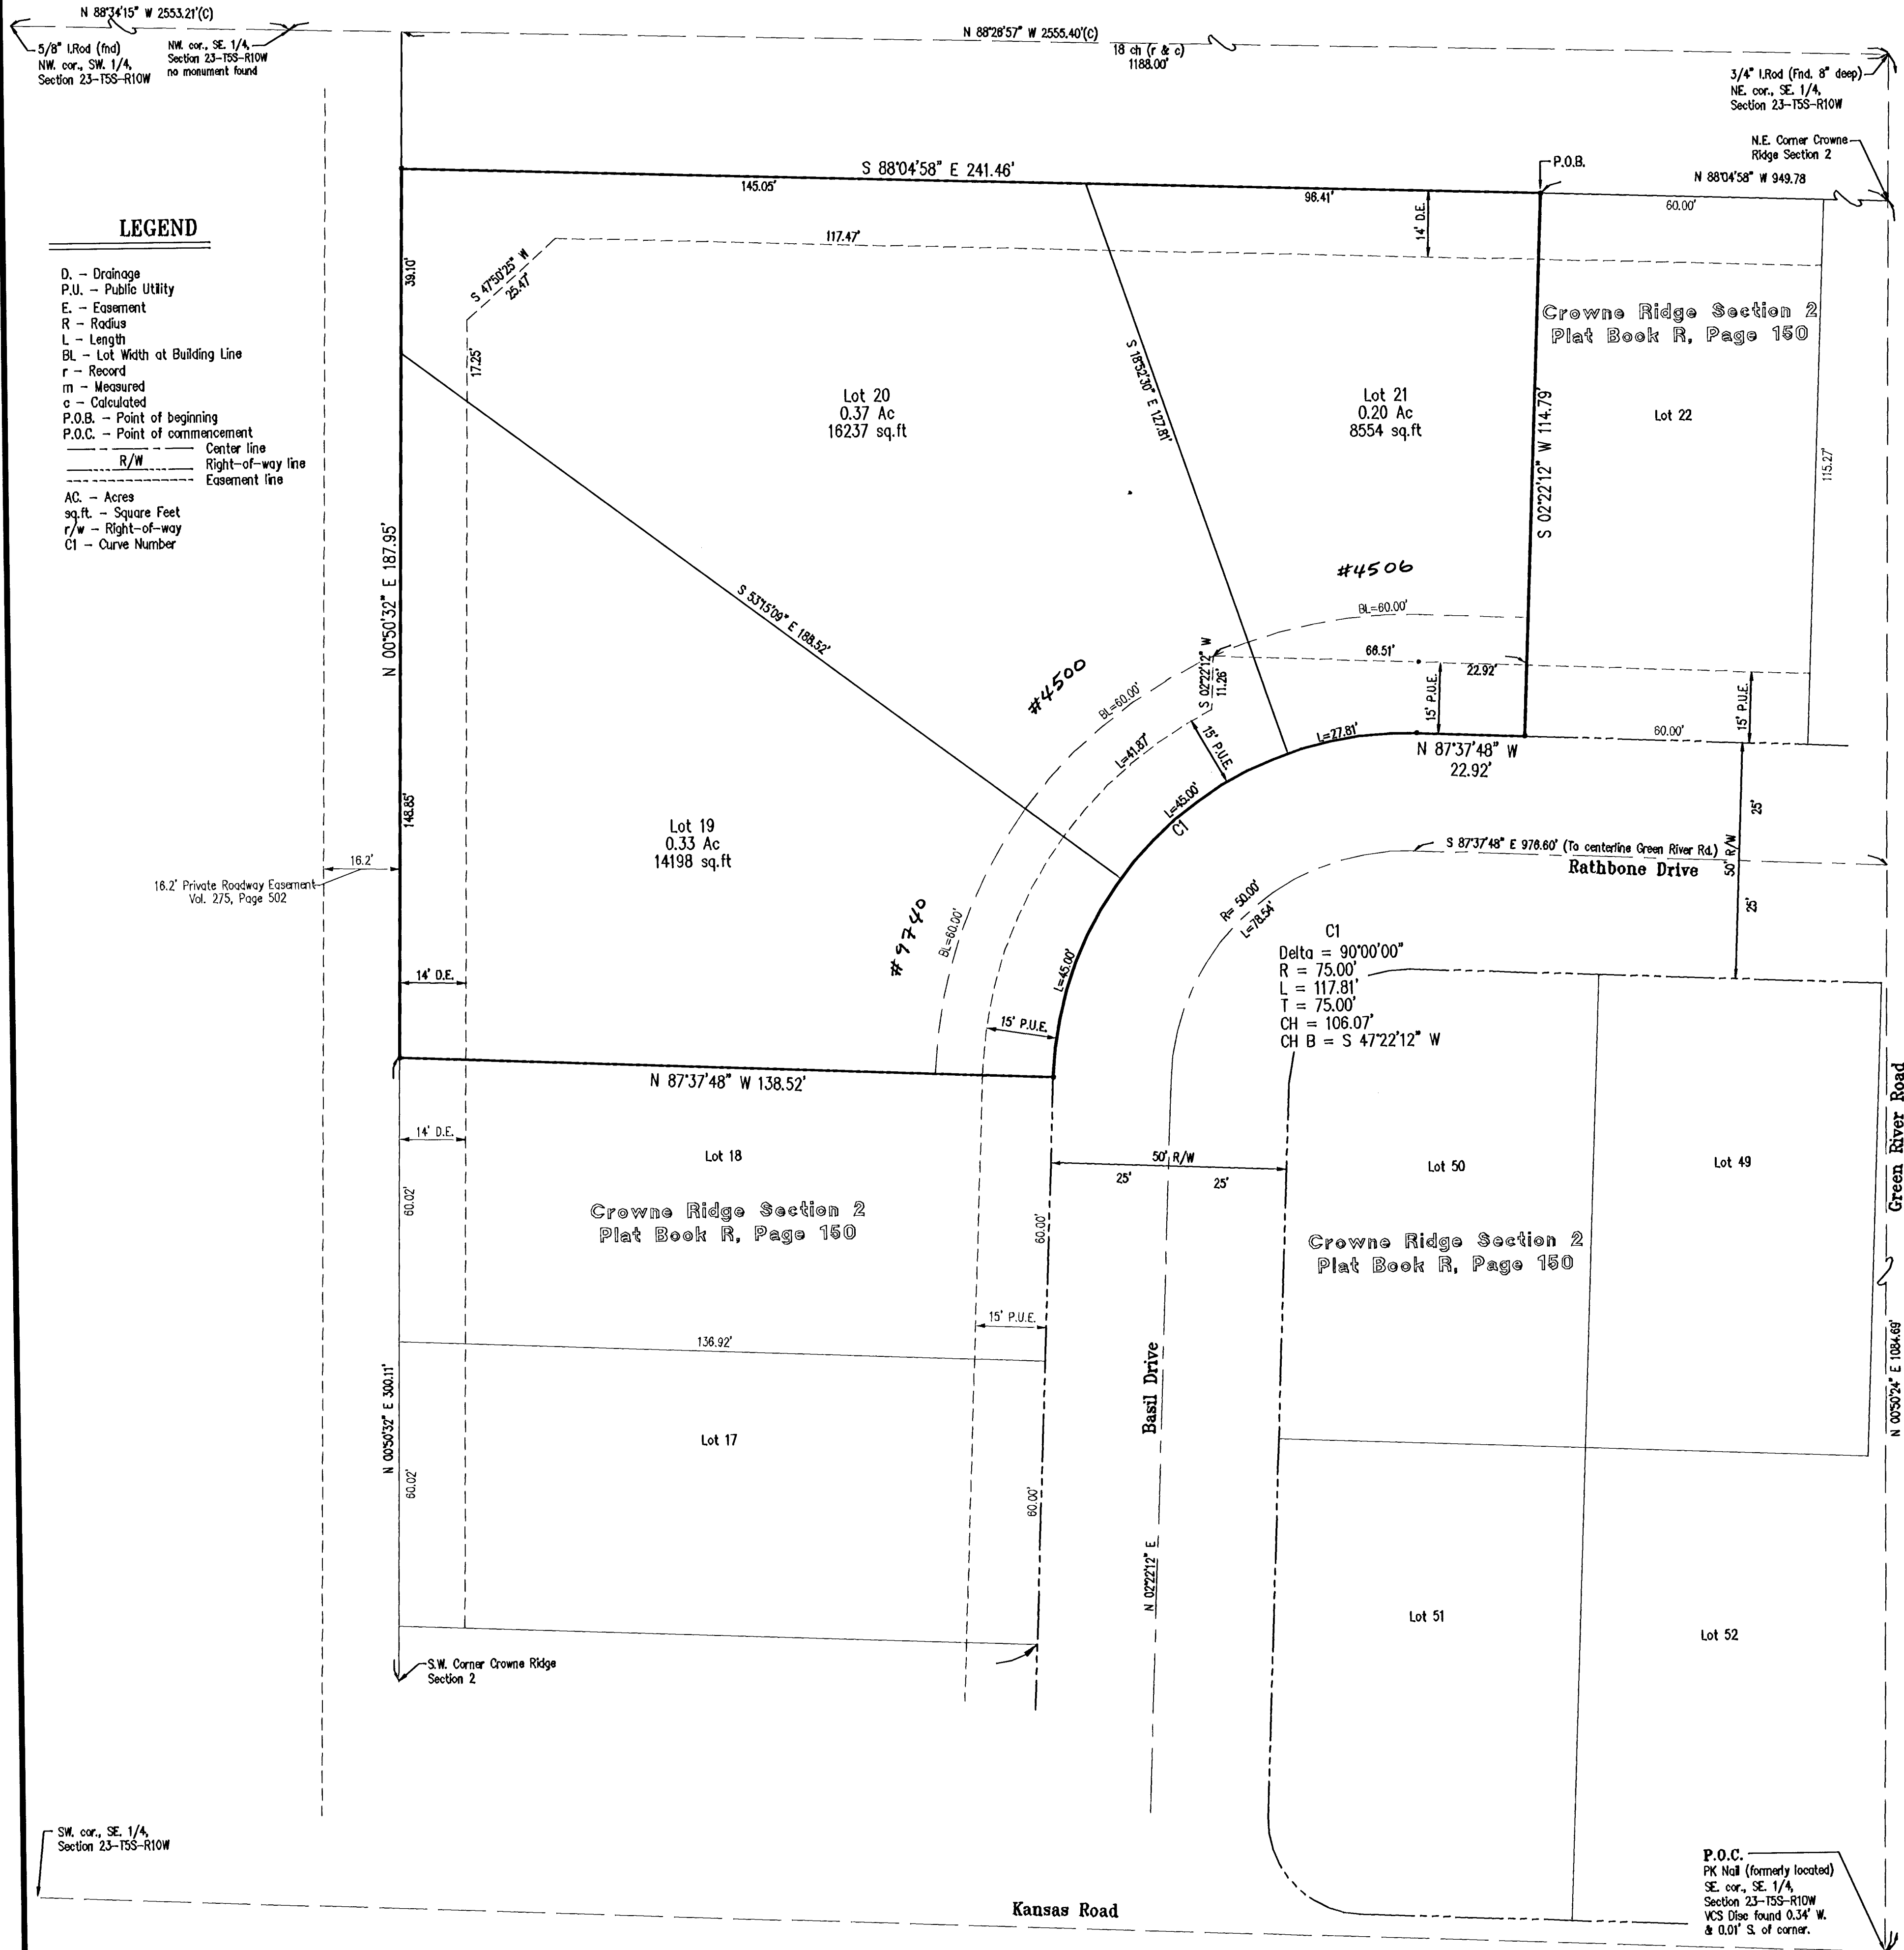 N 88°34'15" W 2553.21'(C)
5/8" I.Rod (fnd)
NW. cor., SW. 1/4,
Section 23-T5S-R10W
NW. cor., SE. 1/4,
Section 23-T5S-R10W
no monument found
N 88°26'57" W 2555.40'(C)
18 ch (r & c)
1188.00'
3/4" I.Rod (Fnd. 8" deep)
NE. cor., SE. 1/4,
Section 23-T5S-R10W
N.E. Corner Crowne
Ridge Section 2
P.O.B.
N 88°04'58" W 949.78
S 88°04'58" E 241.46'
145.05'
96.41'
60.00'
14' D.E.
117.47'
S 47°50'25" W
25.47'
39.10'
17.25'
LEGEND
D. - Drainage
P.U. - Public Utility
E. - Easement
R - Radius
L - Length
BL - Lot Width at Building Line
r - Record
m - Measured
c - Calculated
P.O.B. - Point of beginning
P.O.C. - Point of commencement
Center line
R/W Right-of-way line
Easement line
AC. - Acres
sq.ft. - Square Feet
r/w - Right-of-way
C1 - Curve Number
Crowne Ridge Section 2
Plat Book R, Page 150
Lot 20
0.37 Ac
16237 sq.ft
S 18°52'30" E 127.81'
Lot 21
0.20 Ac
8554 sq.ft
S 02°22'12" W 114.79'
Lot 22
115.27'
N 00°50'32" E 187.95'
S 53°15'09" E 188.52'
#4506
BL=60.00'
#4500
BL=60.00'
S 02°22'12" W
11.26'
66.51'
22.92'
15' P.U.E.
15' P.U.E.
L=41.87'
15' P.U.E.
L=27.81'
N 87°37'48" W
22.92'
60.00'
L=45.00'
C1
148.85'
Lot 19
0.33 Ac
14198 sq.ft
16.2'
16.2' Private Roadway Easement
Vol. 275, Page 502
25'
50' R/W
25'
S 87°37'48" E 976.60' (To centerline Green River Rd.)
Rathbone Drive
R= 50.00'
L=78.54'
#9740
BL=60.00'
L=45.00'
14' D.E.
15' P.U.E.
C1
Delta = 90°00'00"
R = 75.00'
L = 117.81'
T = 75.00'
CH = 106.07'
CH B = S 47°22'12" W
N 87°37'48" W 138.52'
14' D.E.
Lot 18
60.02'
Crowne Ridge Section 2
Plat Book R, Page 150
60.00'
50' R/W
25'
25'
Lot 50
Lot 49
Crowne Ridge Section 2
Plat Book R, Page 150
Green River Road
N 00°50'24" E 1084.69'
15' P.U.E.
136.92'
N 00°50'32" E 300.11'
60.02'
Lot 17
60.00'
Basil Drive
N 02°22'12" E
Lot 51
Lot 52
S.W. Corner Crowne Ridge
Section 2
SW. cor., SE. 1/4,
Section 23-T5S-R10W
Kansas Road
P.O.C.
PK Nail (formerly located)
SE. cor., SE. 1/4,
Section 23-T5S-R10W
VCS Disc found 0.34' W.
& 0.01' S. of corner.